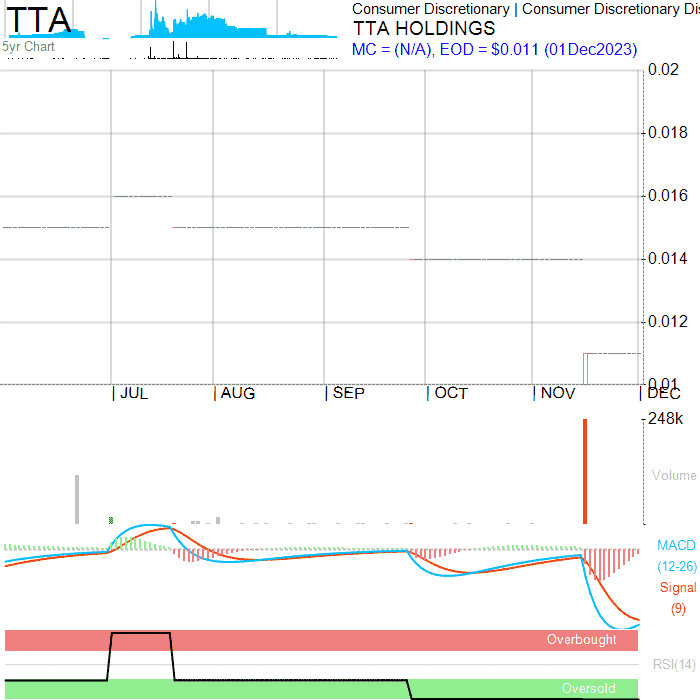 TTA
Consumer Discretionary | Consumer Discretionary Dis
5yr Chart
TTA HOLDINGS
MC = (N/A), EOD = $0.011 (01Dec2023)
0.02
0.018
0.016
0.014
0.012
0.01
| JUL | AUG | SEP | OCT | NOV | DEC
248k
Volume
MACD
(12-26)
Signal
(9)
Overbought
RSI(14)
Oversold